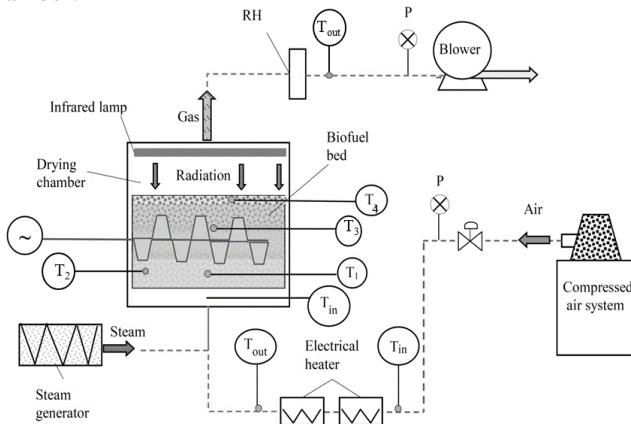 RH
T out
P
Blower
Infrared lamp
Gas
Biofuel
bed
Drying
chamber
Radiation
T4
P
T3
Air
~
T2
T1
Compressed
air system
Tin
Steam
Tout
Electrical
heater
Tin
Steam
generator